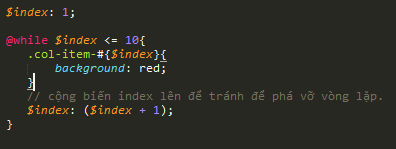 $index: 1;
@while $index <= 10{
.col-item-#{$index}{
background: red;
}
// cộng biến index lên để tránh để phá vỡ vòng lặp.
$index: ($index + 1);
}